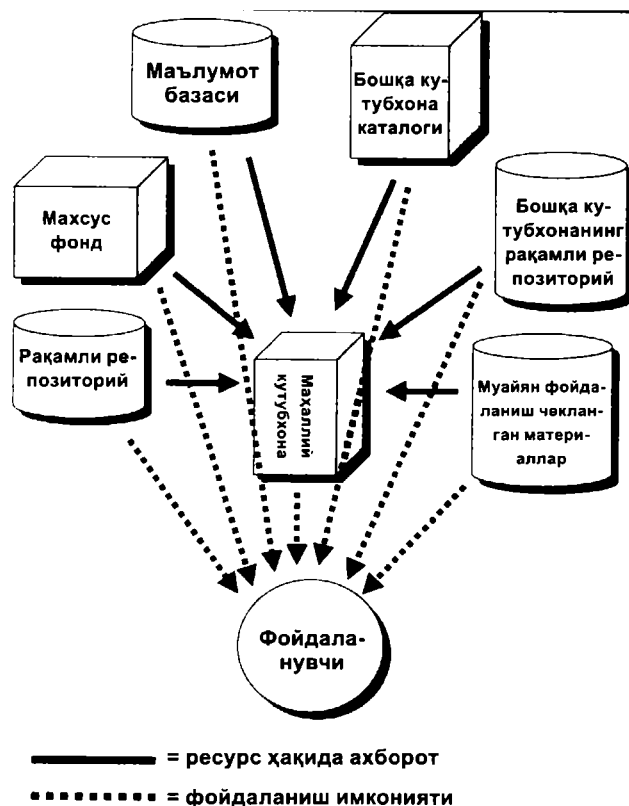 Маълумот
базаси
Бошқа ку-
тубхона
каталоги
Махсус
фонд
Бошқа ку-
тубхонанинг
рақамли ре-
позиторий
Рақамли ре-
позиторий
Маҳаллий
кутубхона
Муайян фойда-
ланиш чекланган
ган матери-
аллар
Фойдала-
нувчи
= ресурс ҳақида ахборот
= фойдаланиш имконияти